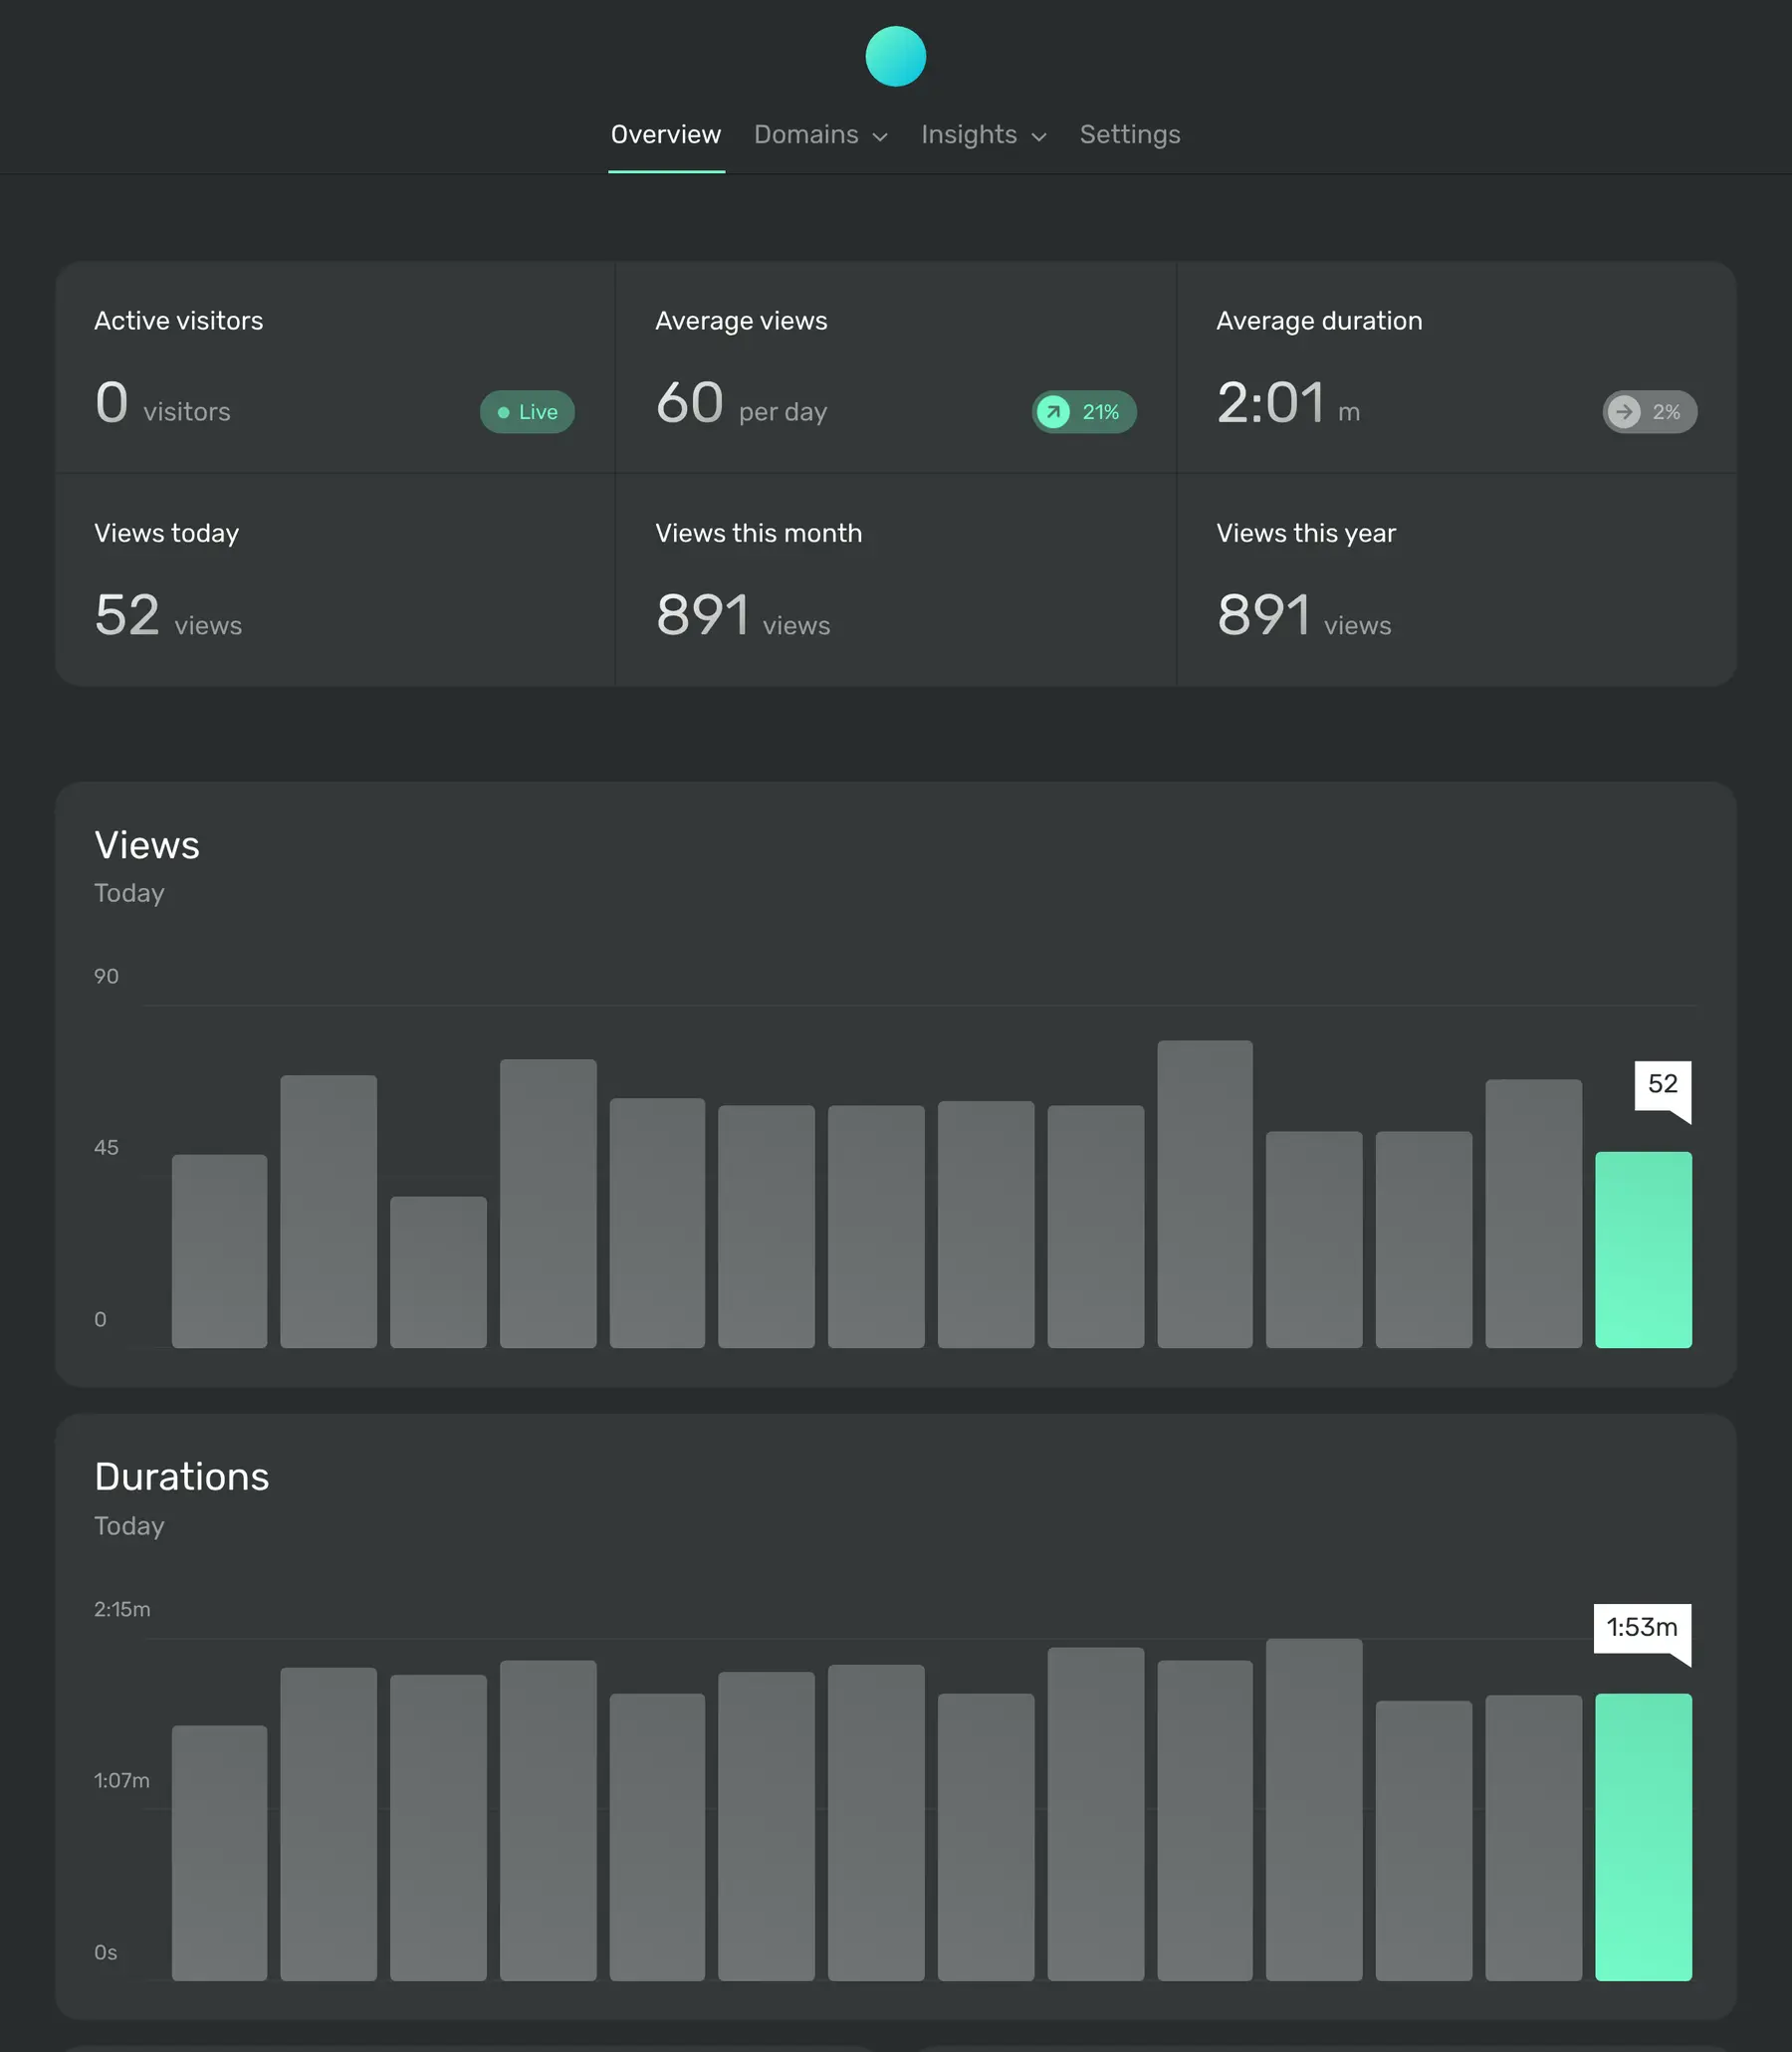 Overview Domains Insights Settings
Active visitors
0 visitors
Live
Average views
60 per day
21%
Average duration
2:01 m
2%
Views today
52 views
Views this month
891 views
Views this year
891 views
Views
Today
90
45
0
52
Durations
Today
2:15m
1:07m
0s
1:53m